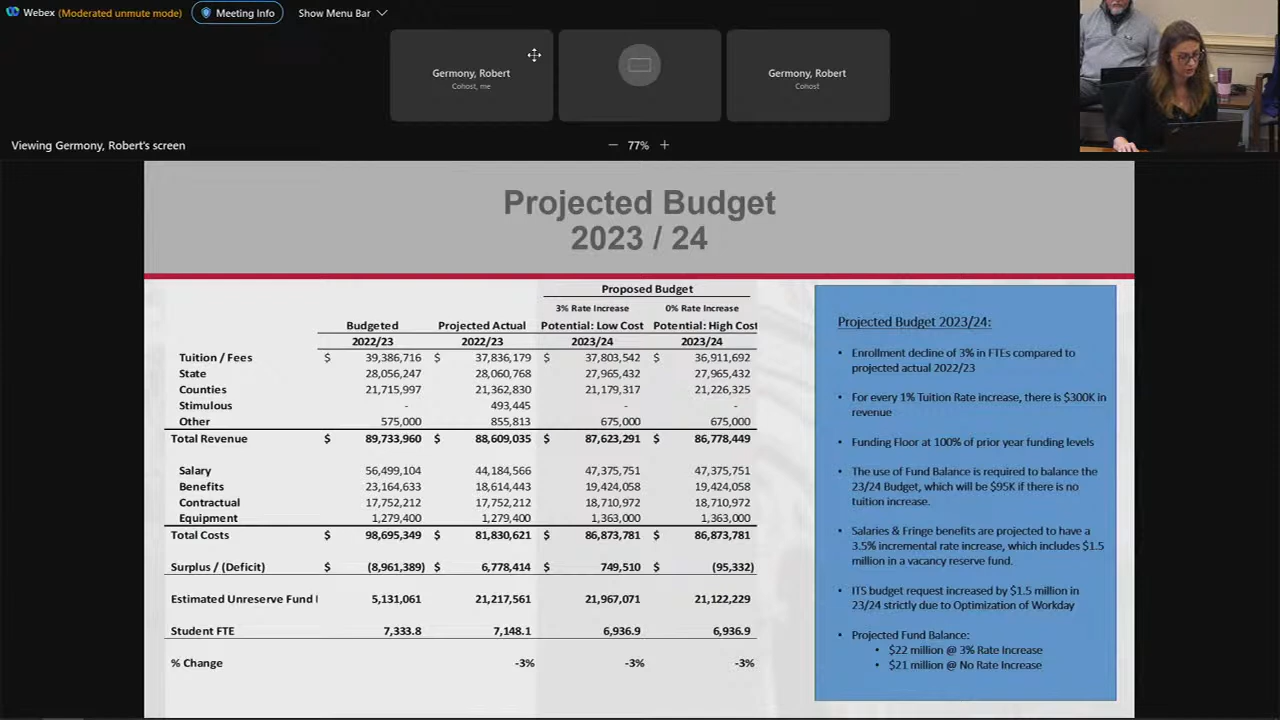 Webex (Moderated unmute mode) Meeting Info Show Menu Bar
Germony, Robert
Cohost, me
Germony, Robert
Cohost
Viewing Germony, Robert's screen
77%
Projected Budget
2023 / 24
Proposed Budget
3% Rate Increase 0% Rate Increase
Budgeted Projected Actual Potential: Low Cost Potential: High Cost
2022/23 2022/23 2023/24 2023/24
Tuition / Fees $ 39,386,716 $ 37,836,179 $ 37,803,542 $ 36,911,692
State 28,056,247 28,060,768 27,965,432 27,965,432
Counties 21,715,997 21,362,830 21,179,317 21,226,325
Stimulous - 493,445 - -
Other 575,000 855,813 675,000 675,000
Total Revenue $ 89,733,960 $ 88,609,035 $ 87,623,291 $ 86,778,449
Salary 56,499,104 44,184,566 47,375,751 47,375,751
Benefits 23,164,633 18,614,443 19,424,058 19,424,058
Contractual 17,752,212 17,752,212 18,710,972 18,710,972
Equipment 1,279,400 1,279,400 1,363,000 1,363,000
Total Costs $ 98,695,349 $ 81,830,621 $ 86,873,781 $ 86,873,781
Surplus / (Deficit) $ (8,961,389) $ 6,778,414 $ 749,510 $ (95,332)
Estimated Unreserve Fund 5,131,061 21,217,561 21,967,071 21,122,229
Student FTE 7,333.8 7,148.1 6,936.9 6,936.9
% Change -3% -3% -3%
Projected Budget 2023/24:
• Enrollment decline of 3% in FTEs compared to
projected actual 2022/23
• For every 1% Tuition Rate increase, there is $300K in
revenue
• Funding Floor at 100% of prior year funding levels
• The use of Fund Balance is required to balance the
23/24 Budget, which will be $95K if there is no
tuition increase.
• Salaries & Fringe benefits are projected to have a
3.5% incremental rate increase, which includes $1.5
million in a vacancy reserve fund.
• ITS budget request increased by $1.5 million in
23/24 strictly due to Optimization of Workday
• Projected Fund Balance:
• $22 million @ 3% Rate Increase
• $21 million @ No Rate Increase